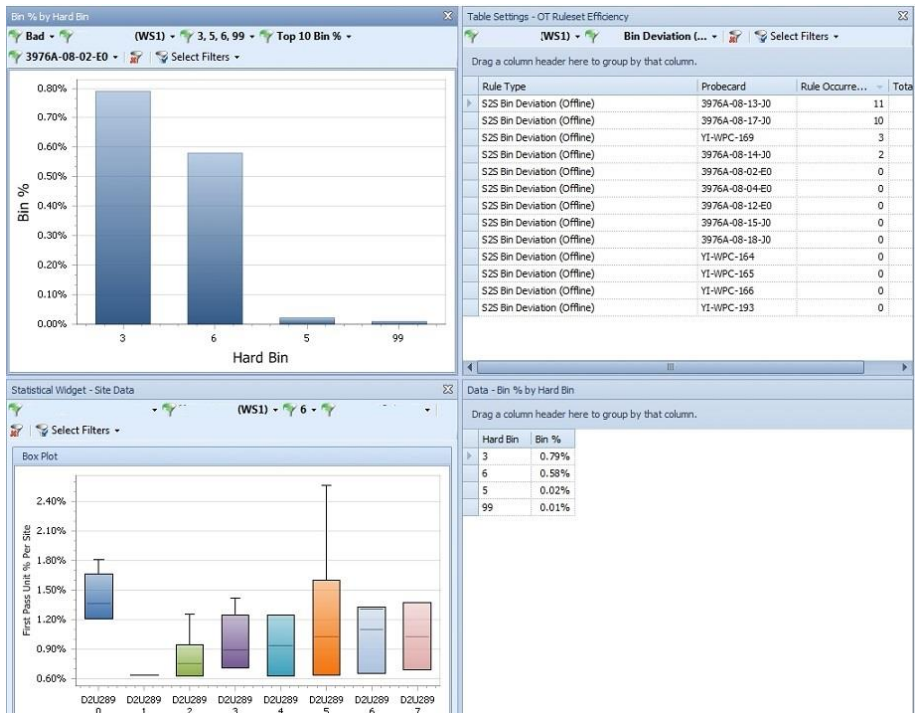 Bin % by Hard Bin
Bad (WS1) 3, 5, 6, 99 Top 10 Bin %
3976A-08-02-E0 Select Filters
0.80%
0.70%
0.60%
0.50%
0.40%
0.30%
0.20%
0.10%
0.00%
Bin %
3 6 5 99
Hard Bin
Table Settings - OT Ruleset Efficiency
(WS1) Bin Deviation (... Select Filters
Drag a column header here to group by that column.
Rule Type Probecard Rule Occurre... Tota
S2S Bin Deviation (Offline) 3976A-08-13-J0 11
S2S Bin Deviation (Offline) 3976A-08-17-J0 10
S2S Bin Deviation (Offline) YI-WPC-169 3
S2S Bin Deviation (Offline) 3976A-08-14-J0 2
S2S Bin Deviation (Offline) 3976A-08-02-E0 0
S2S Bin Deviation (Offline) 3976A-08-04-E0 0
S2S Bin Deviation (Offline) 3976A-08-12-E0 0
S2S Bin Deviation (Offline) 3976A-08-15-J0 0
S2S Bin Deviation (Offline) 3976A-08-18-J0 0
S2S Bin Deviation (Offline) YI-WPC-164 0
S2S Bin Deviation (Offline) YI-WPC-165 0
S2S Bin Deviation (Offline) YI-WPC-166 0
S2S Bin Deviation (Offline) YI-WPC-193 0
Statistical Widget - Site Data
(WS1) 6
Select Filters
Box Plot
2.40%
2.10%
1.80%
1.50%
1.20%
0.90%
0.60%
First Pass Unit % Per Site
D2U289 D2U289 D2U289 D2U289 D2U289 D2U289 D2U289 D2U289
0 1 2 3 4 5 6 7
Data - Bin % by Hard Bin
Drag a column header here to group by that column.
Hard Bin Bin %
3 0.79%
6 0.58%
5 0.02%
99 0.01%